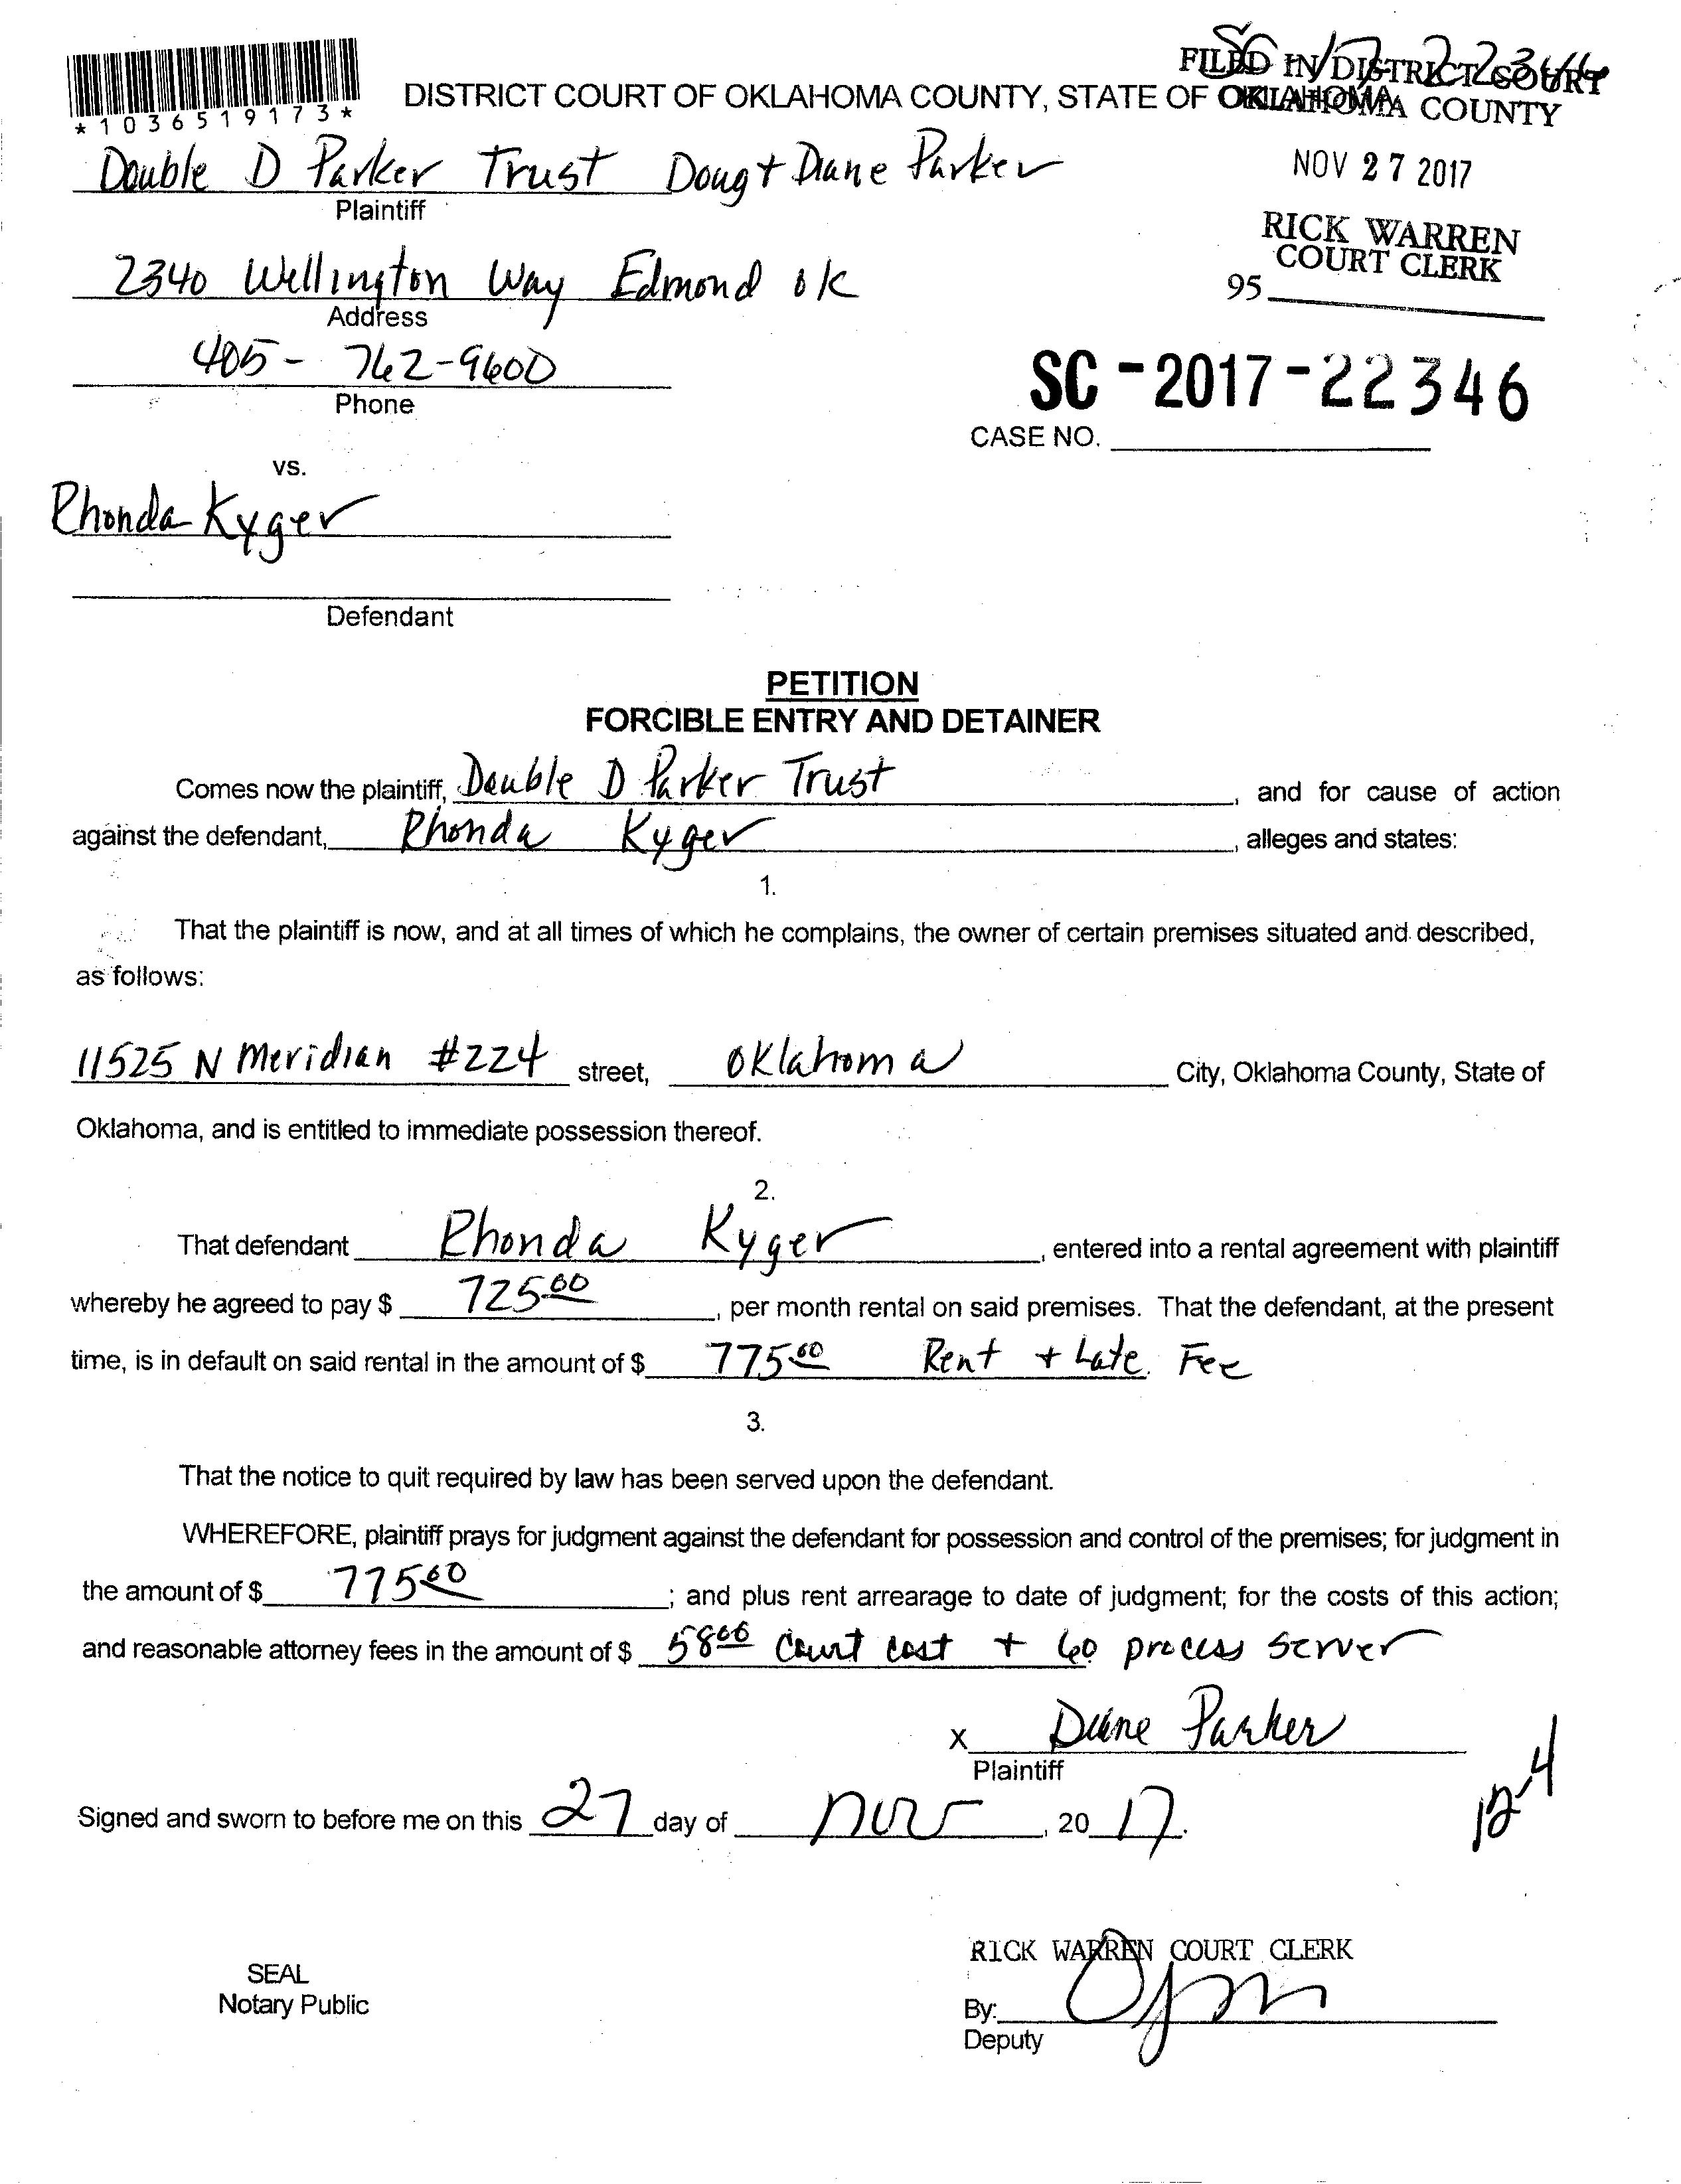 SC 17 22346
FILED IN DISTRICT COURT
DISTRICT COURT OF OKLAHOMA COUNTY, STATE OF OKLAHOMA
OKLAHOMA COUNTY
*1036519173*
Double D Parker Trust Doug + Diane Parker
NOV 27 2017
Plaintiff
RICK WARREN
COURT CLERK
2340 Wellington Way Edmond OK
95
Address
405-762-9600
Phone
SC-2017-22346
CASE NO.
vs.
Rhonda Kyger
Defendant
PETITION
FORCIBLE ENTRY AND DETAINER
Comes now the plaintiff, Double D Parker Trust, and for cause of action
against the defendant, Rhonda Kyger, alleges and states:
1.
That the plaintiff is now, and at all times of which he complains, the owner of certain premises situated and described,
as follows:
11525 N Meridian #224 street, Oklahoma City, Oklahoma County, State of
Oklahoma, and is entitled to immediate possession thereof.
2.
That defendant Rhonda Kyger, entered into a rental agreement with plaintiff
whereby he agreed to pay $ 725.00, per month rental on said premises. That the defendant, at the present
time, is in default on said rental in the amount of $ 775.00 Rent + Late Fee
3.
That the notice to quit required by law has been served upon the defendant.
WHEREFORE, plaintiff prays for judgment against the defendant for possession and control of the premises; for judgment in
the amount of $ 775.00; and plus rent arrearage to date of judgment; for the costs of this action;
and reasonable attorney fees in the amount of $ 58.00 Court cost + 60 process server
x Diane Parker
Plaintiff
12-4
Signed and sworn to before me on this 27 day of Nov, 2017.
RICK WARREN COURT CLERK
SEAL
Notary Public
By:
Deputy